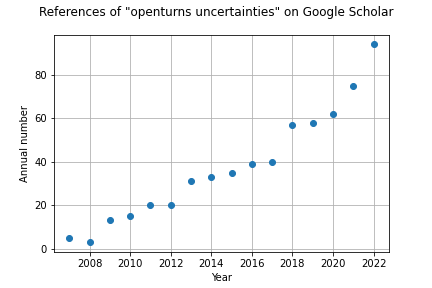 References of "openturns uncertainties" on Google Scholar
Annual number
80
60
40
20
0
2008 2010 2012 2014 2016 2018 2020 2022
Year